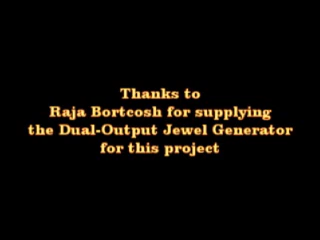 Thanks to
Raja Bortcosh for supplying
the Dual-Output Jewel Generator
for this project